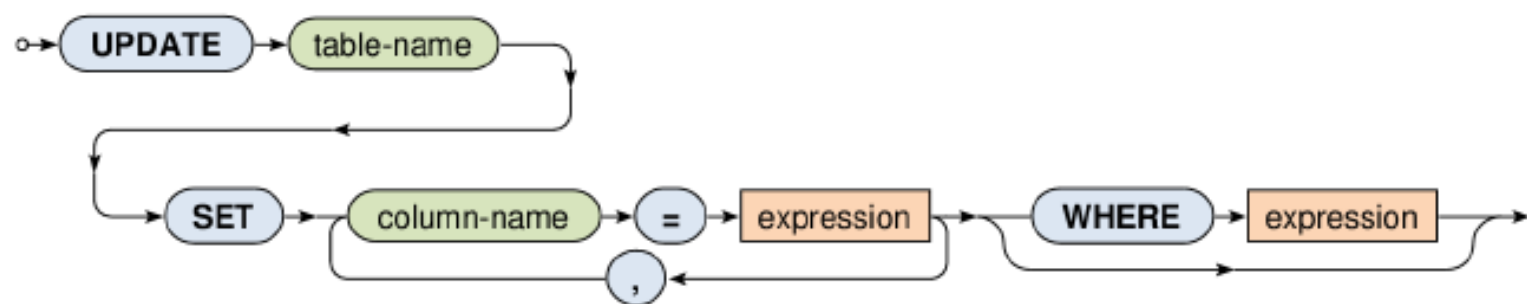 UPDATE table-name
SET column-name = expression WHERE expression
,